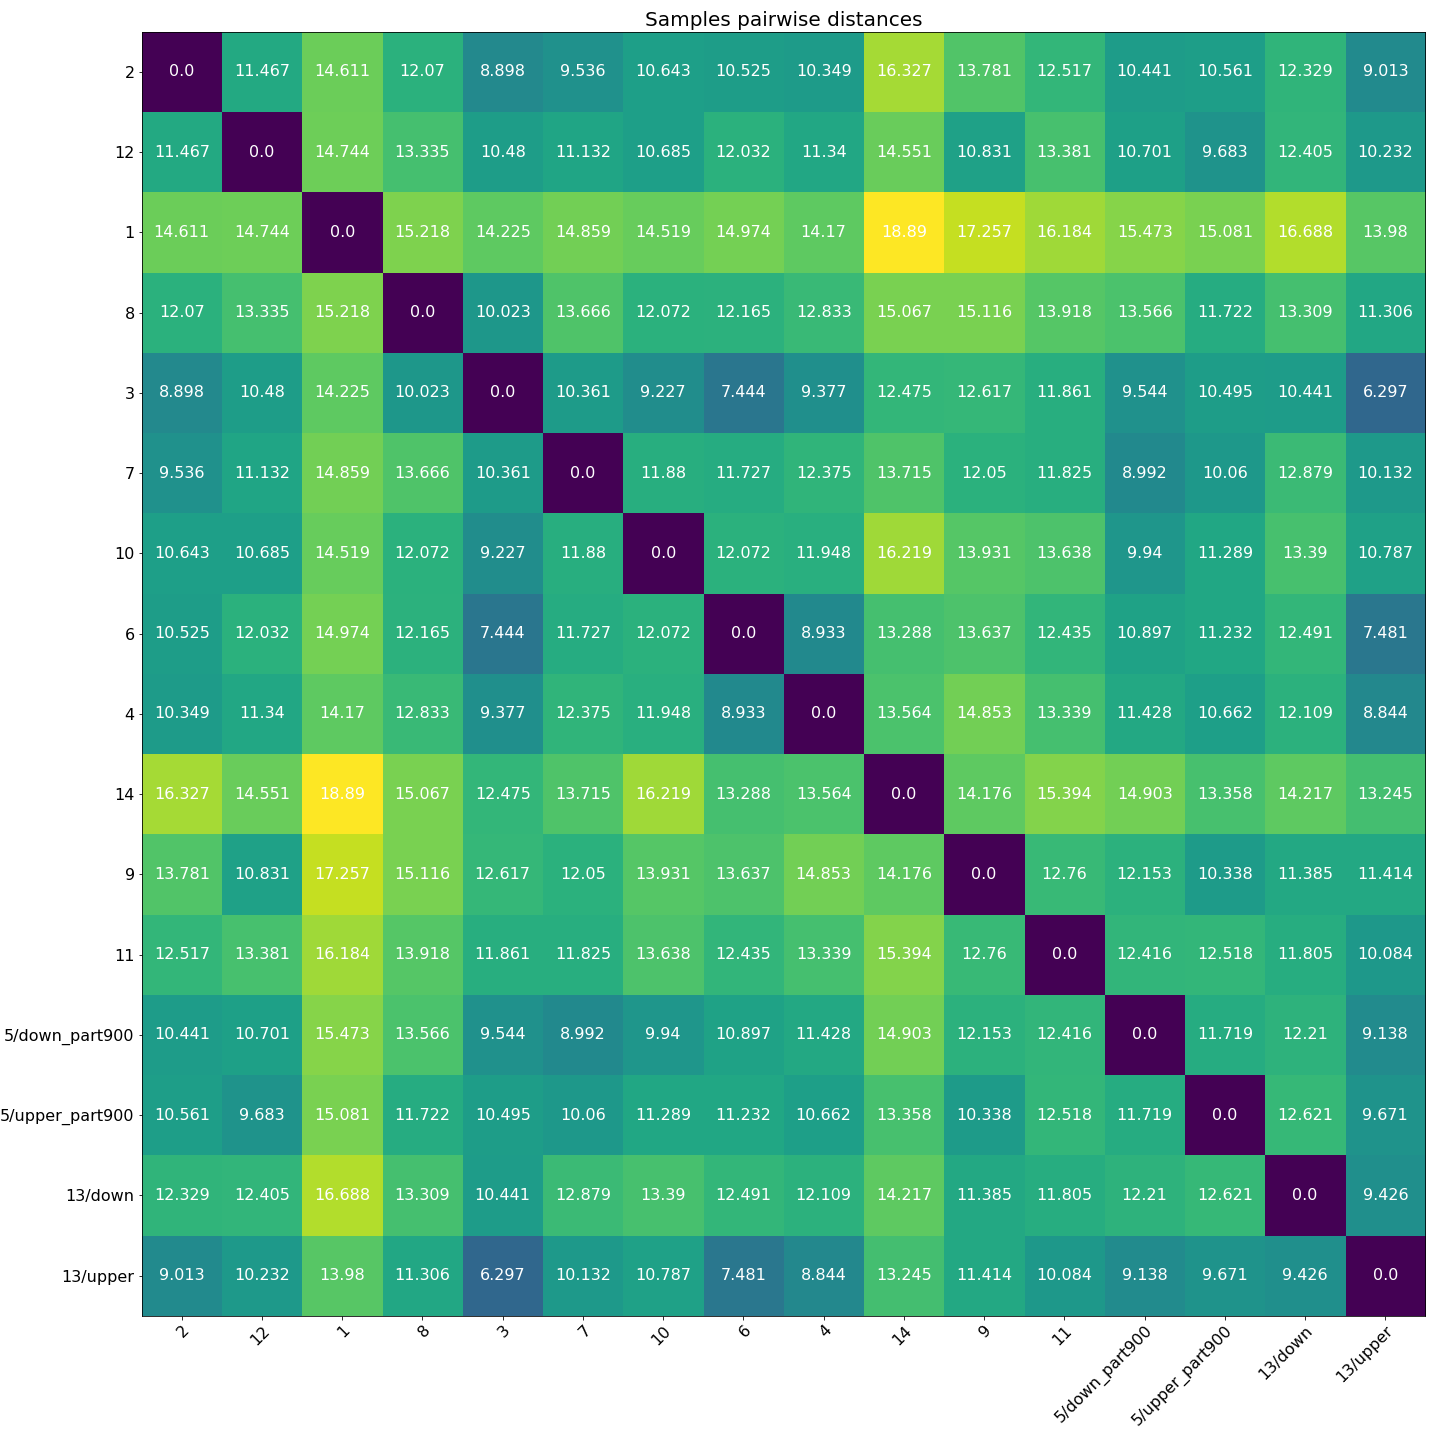 Samples pairwise distances
2 0.0 11.467 14.611 12.07 8.898 9.536 10.643 10.525 10.349 16.327 13.781 12.517 10.441 10.561 12.329 9.013
12 11.467 0.0 14.744 13.335 10.48 11.132 10.685 12.032 11.34 14.551 10.831 13.381 10.701 9.683 12.405 10.232
1 14.611 14.744 0.0 15.218 14.225 14.859 14.519 14.974 14.17 18.89 17.257 16.184 15.473 15.081 16.688 13.98
8 12.07 13.335 15.218 0.0 10.023 13.666 12.072 12.165 12.833 15.067 15.116 13.918 13.566 11.722 13.309 11.306
3 8.898 10.48 14.225 10.023 0.0 10.361 9.227 7.444 9.377 12.475 12.617 11.861 9.544 10.495 10.441 6.297
7 9.536 11.132 14.859 13.666 10.361 0.0 11.88 11.727 12.375 13.715 12.05 11.825 8.992 10.06 12.879 10.132
10 10.643 10.685 14.519 12.072 9.227 11.88 0.0 12.072 11.948 16.219 13.931 13.638 9.94 11.289 13.39 10.787
6 10.525 12.032 14.974 12.165 7.444 11.727 12.072 0.0 8.933 13.288 13.637 12.435 10.897 11.232 12.491 7.481
4 10.349 11.34 14.17 12.833 9.377 12.375 11.948 8.933 0.0 13.564 14.853 13.339 11.428 10.662 12.109 8.844
14 16.327 14.551 18.89 15.067 12.475 13.715 16.219 13.288 13.564 0.0 14.176 15.394 14.903 13.358 14.217 13.245
9 13.781 10.831 17.257 15.116 12.617 12.05 13.931 13.637 14.853 14.176 0.0 12.76 12.153 10.338 11.385 11.414
11 12.517 13.381 16.184 13.918 11.861 11.825 13.638 12.435 13.339 15.394 12.76 0.0 12.416 12.518 11.805 10.084
5/down_part900 10.441 10.701 15.473 13.566 9.544 8.992 9.94 10.897 11.428 14.903 12.153 12.416 0.0 11.719 12.21 9.138
5/upper_part900 10.561 9.683 15.081 11.722 10.495 10.06 11.289 11.232 10.662 13.358 10.338 12.518 11.719 0.0 12.621 9.671
13/down 12.329 12.405 16.688 13.309 10.441 12.879 13.39 12.491 12.109 14.217 11.385 11.805 12.21 12.621 0.0 9.426
13/upper 9.013 10.232 13.98 11.306 6.297 10.132 10.787 7.481 8.844 13.245 11.414 10.084 9.138 9.671 9.426 0.0
2 12 1 8 3 7 10 6 4 14 9 11 5/down_part900 5/upper_part900 13/down 13/upper